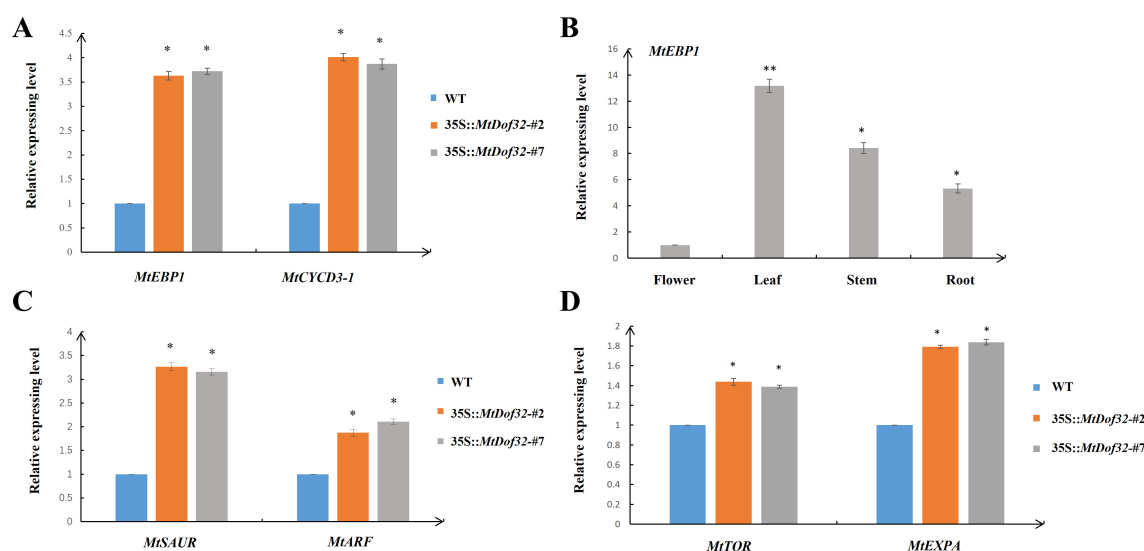 A
Relative expressing level
4.5
4
3.5
3
2.5
2
1.5
1
0.5
0
* * * *
MtEBP1 MtCYCD3-1
WT
35S::MtDof32-#2
35S::MtDof32-#7
B
MtEBP1
Relative expressing level
16
14
12
10
8
6
4
2
0
** * *
Flower Leaf Stem Root
C
Relative expressing level
4
3.5
3
2.5
2
1.5
1
0.5
0
* * * *
MtSAUR MtARF
WT
35S::MtDof32-#2
35S::MtDof32-#7
D
Relative expressing level
2
1.8
1.6
1.4
1.2
1
0.8
0.6
0.4
0.2
0
* * * *
MtTOR MtEXPA
WT
35S::MtDof32-#2
35S::MtDof32-#7